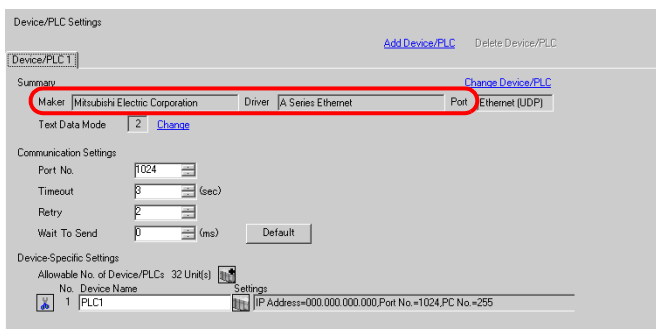 Device/PLC Settings
Add Device/PLC Delete Device/PLC
Device/PLC 1
Summary Change Device/PLC
Maker Mitsubishi Electric Corporation Driver A Series Ethernet Port Ethernet (UDP)
Text Data Mode 2 Change
Communication Settings
Port No. 1024
Timeout 3 (sec)
Retry 2
Wait To Send 0 (ms) Default
Device-Specific Settings
Allowable No. of Device/PLCs 32 Unit(s)
No. Device Name Settings
1 PLC1 IP Address=000.000.000.000,Port No.=1024,PC No.=255